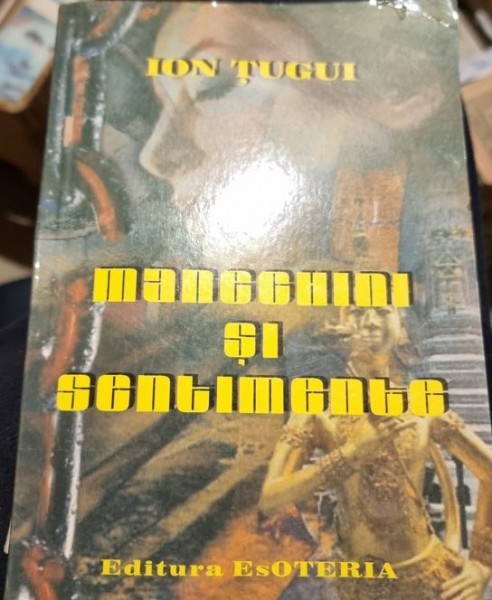 ION ȚUGUI
manechini
și
sentimente
Editura EsOTERIA